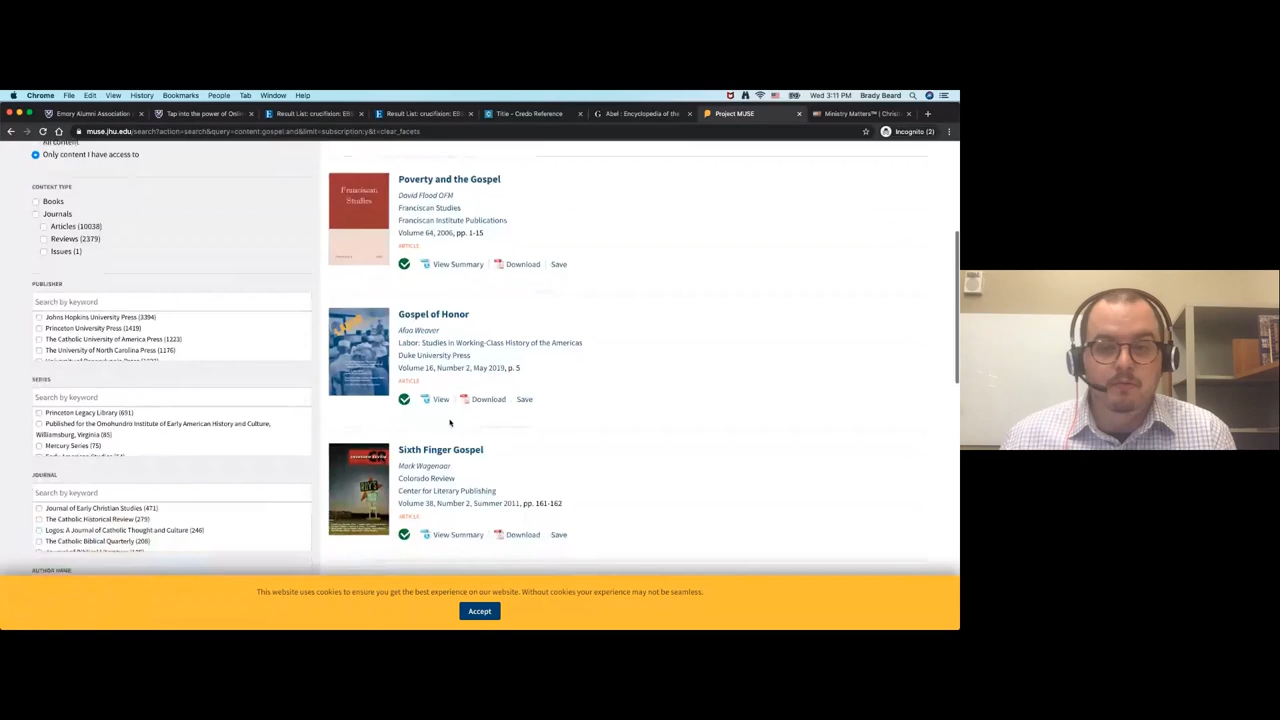 Chrome File Edit View History Bookmarks People Tab Window Help Wed 3:11 PM Brady Beard
Emory Alumni Association Tap into the power of Onli Result List: crucifixion: EBS Result List: crucifixion: EBS Title – Credo Reference Abel : Encyclopedia of the Project MUSE Ministry Matters™ | Christ
muse.jhu.edu/search?action=search&query=content:gospel:and&limit=subscription:y&t=clear_facets Incognito (2)
All content
Only content I have access to
CONTENT TYPE
Books
Journals
Articles (10038)
Reviews (2379)
Issues (1)
PUBLISHER
Search by keyword
Johns Hopkins University Press (3394)
Princeton University Press (1419)
The Catholic University of America Press (1223)
The University of North Carolina Press (1176)
SERIES
Search by keyword
Princeton Legacy Library (691)
Published for the Omohundro Institute of Early American History and Culture,
Williamsburg, Virginia (85)
Mercury Series (75)
JOURNAL
Search by keyword
Journal of Early Christian Studies (471)
The Catholic Historical Review (279)
Logos: A Journal of Catholic Thought and Culture (246)
The Catholic Biblical Quarterly (208)
AUTHOR NAME
Franciscan
Studies
Poverty and the Gospel
David Flood OFM
Franciscan Studies
Franciscan Institute Publications
Volume 64, 2006, pp. 1-15
ARTICLE
View Summary Download Save
Gospel of Honor
Afaa Weaver
Labor: Studies in Working-Class History of the Americas
Duke University Press
Volume 16, Number 2, May 2019, p. 5
ARTICLE
View Download Save
Sixth Finger Gospel
Mark Wagenaar
Colorado Review
Center for Literary Publishing
Volume 38, Number 2, Summer 2011, pp. 161-162
ARTICLE
View Summary Download Save
This website uses cookies to ensure you get the best experience on our website. Without cookies your experience may not be seamless.
Accept